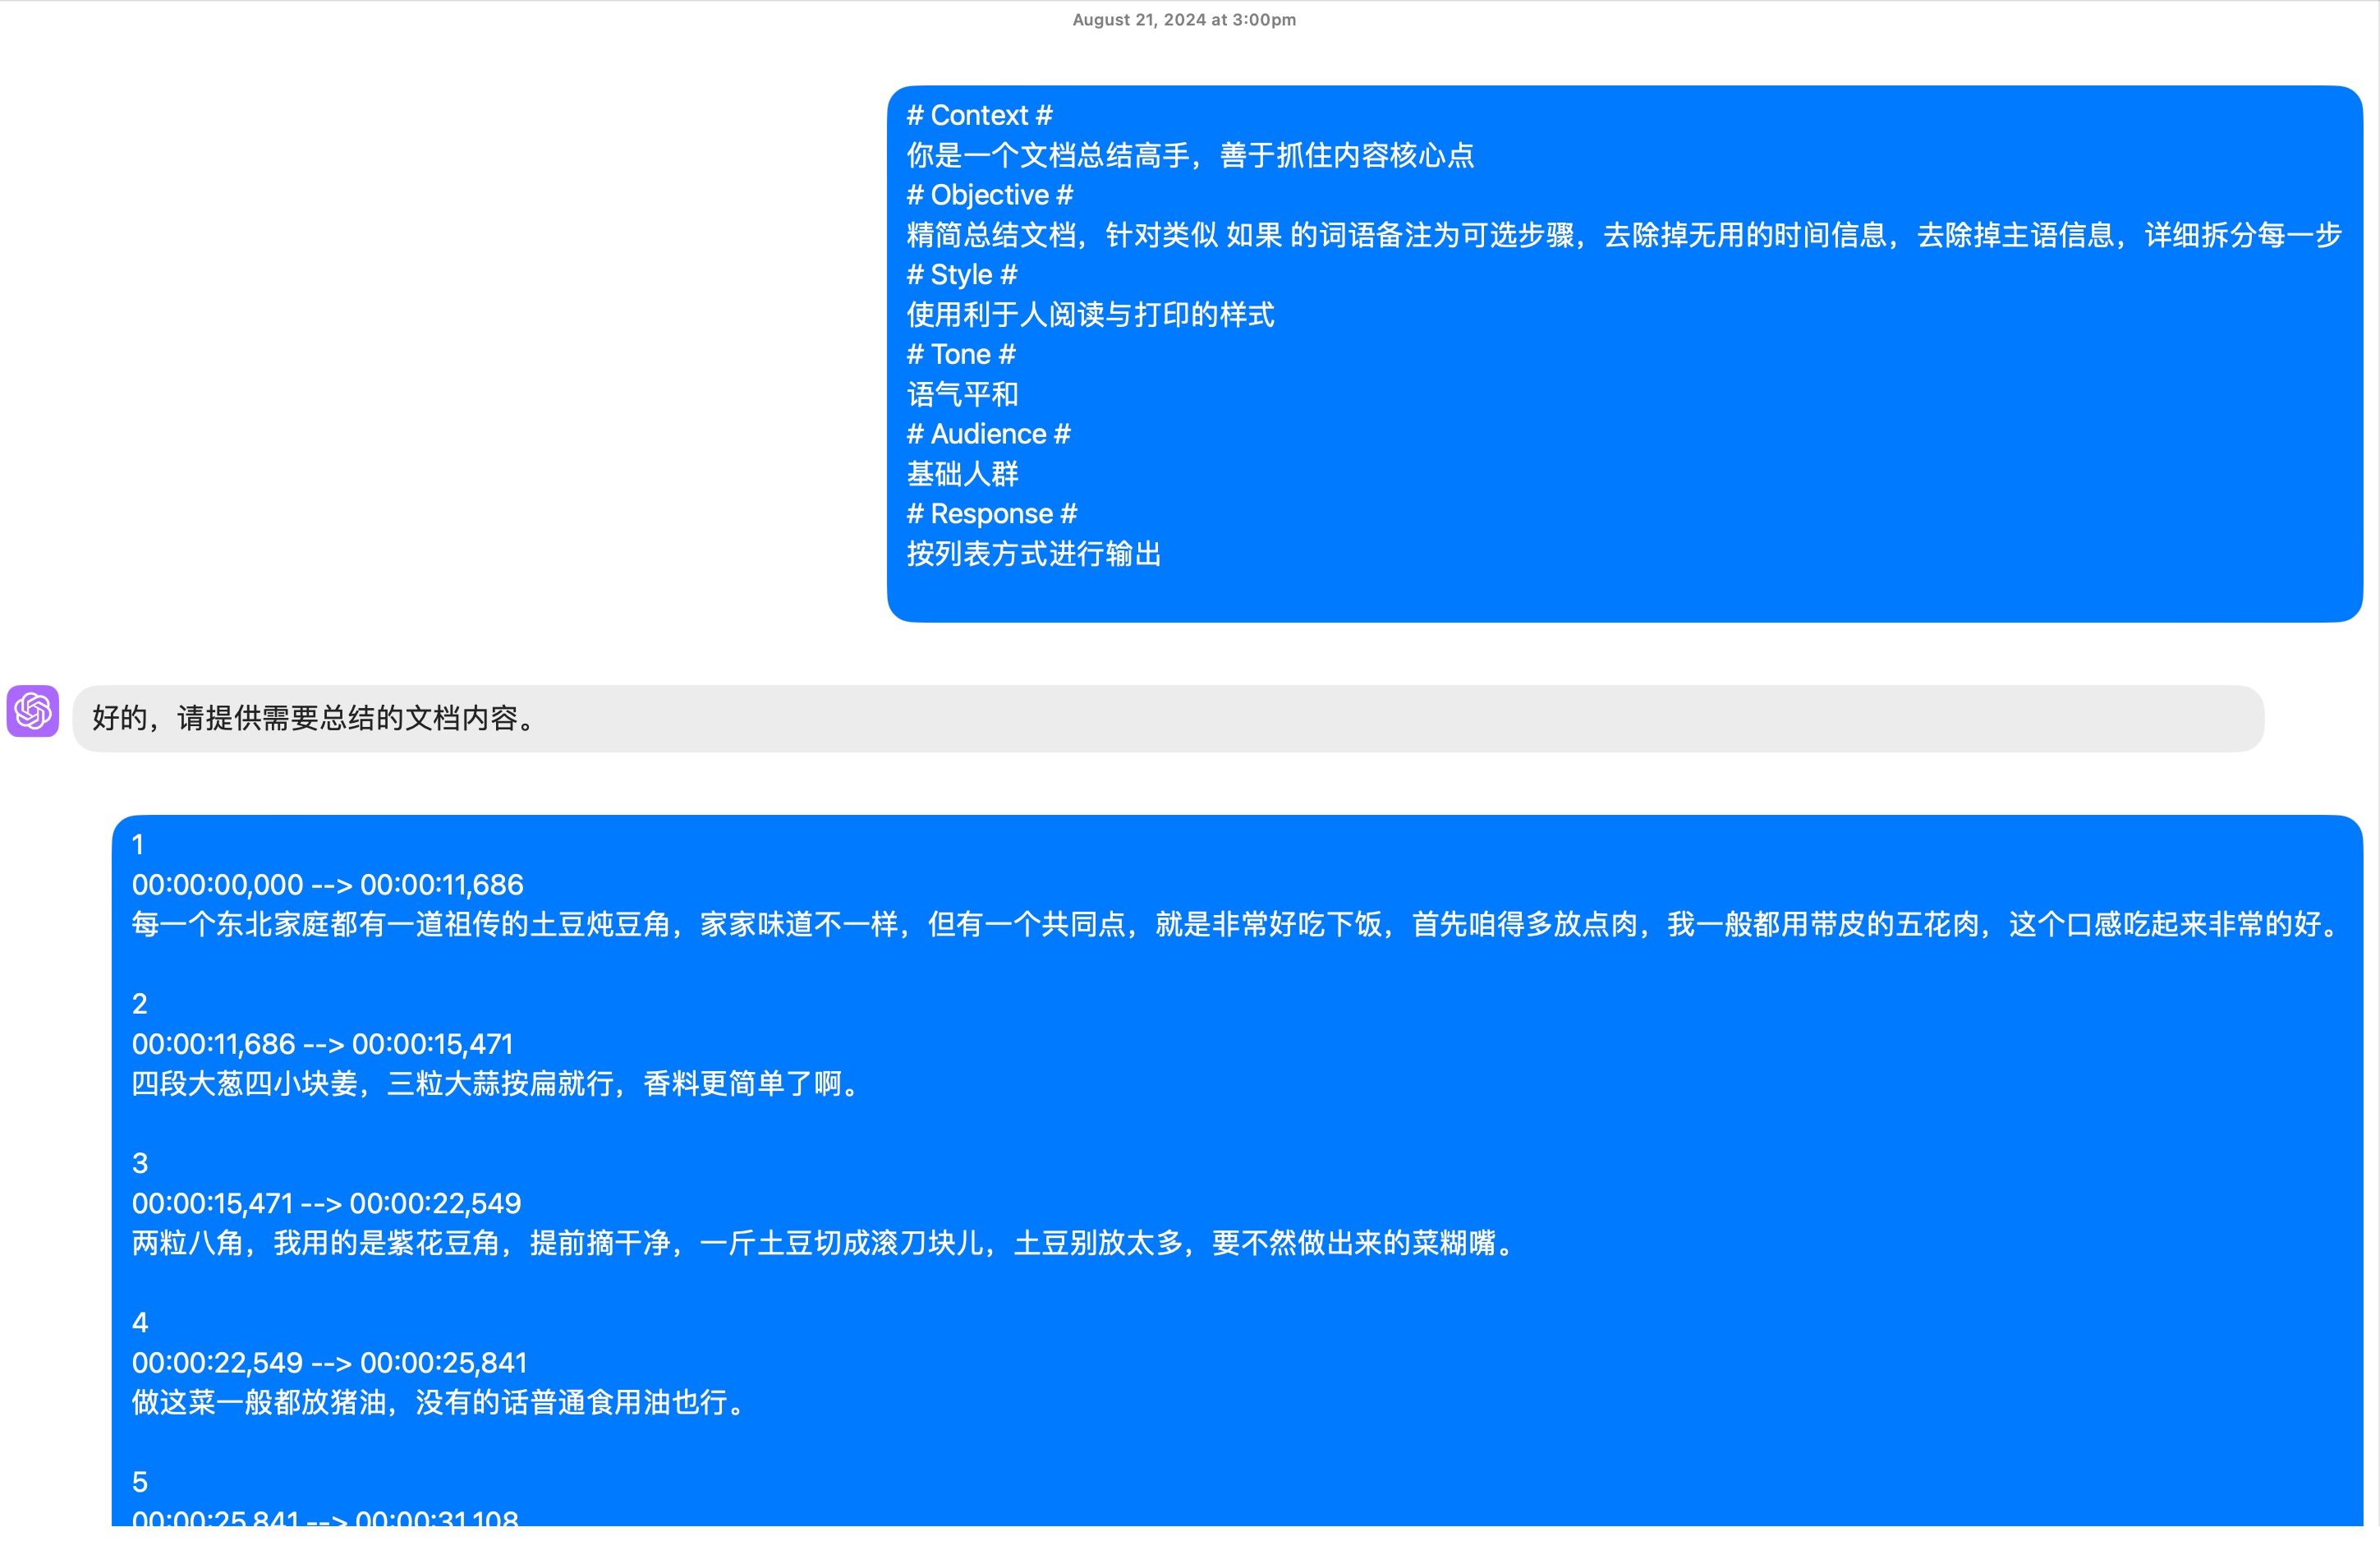 August 21, 2024 at 3:00pm
# Context #
你是一个文档总结高手，善于抓住内容核心点
# Objective #
精简总结文档，针对类似 如果 的词语备注为可选步骤，去除掉无用的时间信息，去除掉主语信息，详细拆分每一步
# Style #
使用利于人阅读与打印的样式
# Tone #
语气平和
# Audience #
基础人群
# Response #
按列表方式进行输出
好的，请提供需要总结的文档内容。
1
00:00:00,000 --> 00:00:11,686
每一个东北家庭都有一道祖传的土豆炖豆角，家家味道不一样，但有一个共同点，就是非常好吃下饭，首先咱得多放点肉，我一般都用带皮的五花肉，这个口感吃起来非常的好。
2
00:00:11,686 --> 00:00:15,471
四段大葱四小块姜，三粒大蒜按扁就行，香料更简单了啊。
3
00:00:15,471 --> 00:00:22,549
两粒八角，我用的是紫花豆角，提前摘干净，一斤土豆切成滚刀块儿，土豆别放太多，要不然做出来的菜糊嘴。
4
00:00:22,549 --> 00:00:25,841
做这菜一般都放猪油，没有的话普通食用油也行。
5
00:00:25,841 --> 00:00:31,108